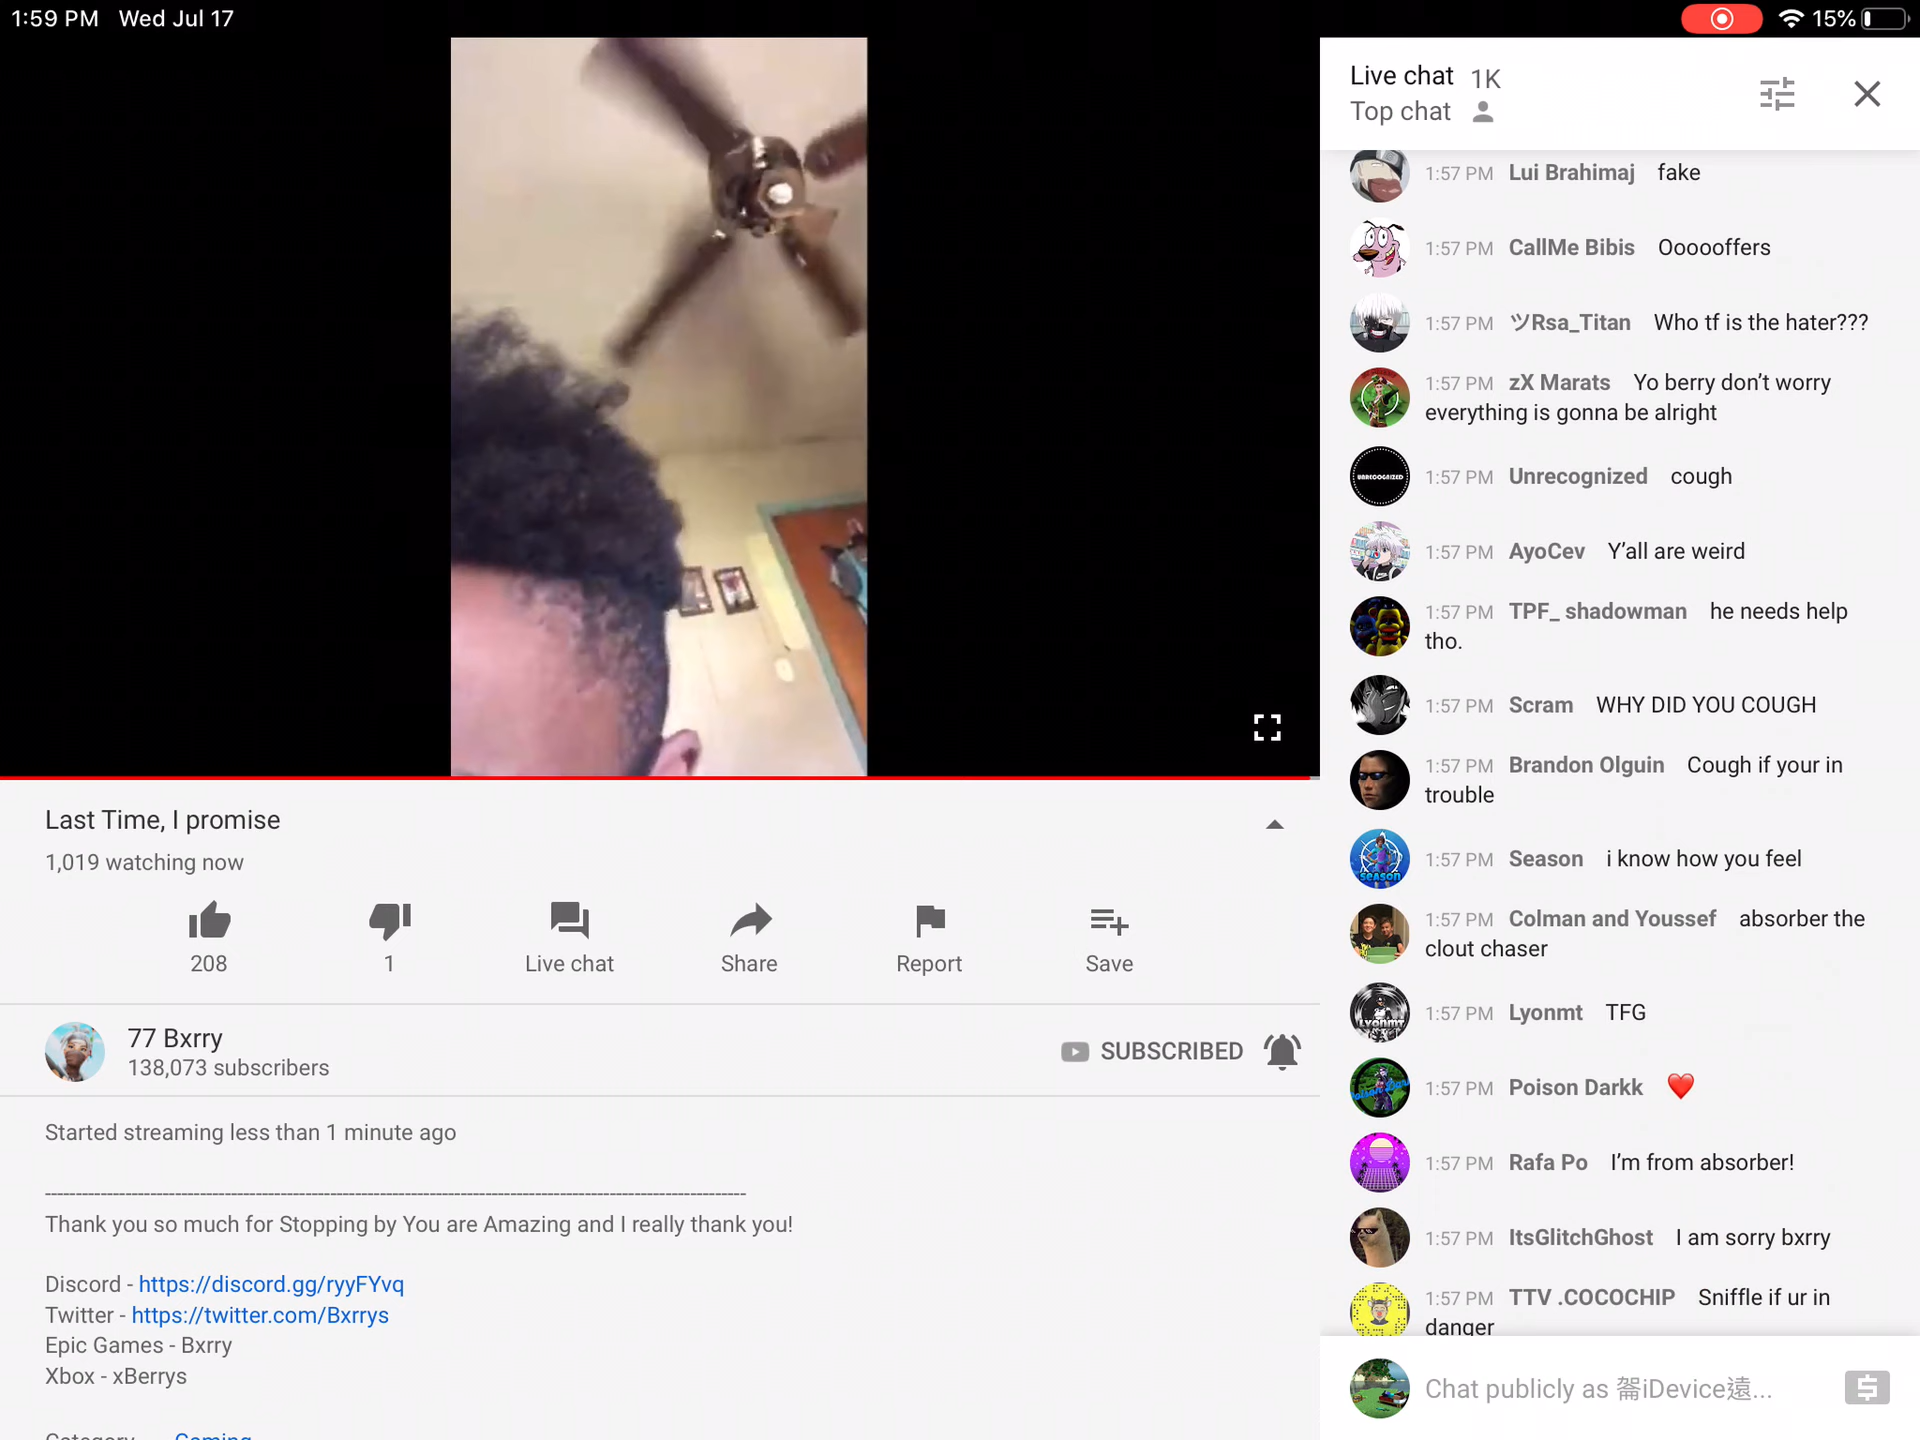 1:59 PM Wed Jul 17
15%
Live chat 1K
Top chat
1:57 PM Lui Brahimaj fake
1:57 PM CallMe Bibis Ooooofers
1:57 PM ツRsa_Titan Who tf is the hater???
1:57 PM zX Marats Yo berry don’t worry
everything is gonna be alright
UNRECOGNIZED
1:57 PM Unrecognized cough
1:57 PM AyoCev Y’all are weird
1:57 PM TPF_ shadowman he needs help
tho.
1:57 PM Scram WHY DID YOU COUGH
1:57 PM Brandon Olguin Cough if your in
trouble
SEASON
1:57 PM Season i know how you feel
1:57 PM Colman and Youssef absorber the
clout chaser
LYONMT
1:57 PM Lyonmt TFG
1:57 PM Poison Darkk ❤️
1:57 PM Rafa Po I’m from absorber!
1:57 PM ItsGlitchGhost I am sorry bxrry
1:57 PM TTV .COCOCHIP Sniffle if ur in
danger
Chat publicly as 醔iDevice遠...
Last Time, I promise
1,019 watching now
208 1 Live chat Share Report Save
77 Bxrry
138,073 subscribers
SUBSCRIBED
Started streaming less than 1 minute ago
--------------------------------------------------------------------------------------------------------------------
Thank you so much for Stopping by You are Amazing and I really thank you!
Discord - https://discord.gg/ryyFYvq
Twitter - https://twitter.com/Bxrrys
Epic Games - Bxrry
Xbox - xBerrys
Category Gaming